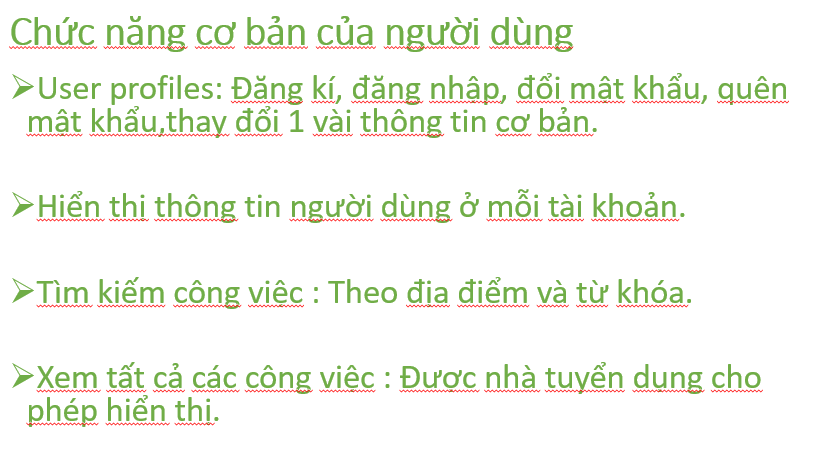 Chức năng cơ bản của người dùng
➢User profiles: Đăng kí, đăng nhập, đổi mật khẩu, quên
mật khẩu,thay đổi 1 vài thông tin cơ bản.
➢Hiển thị thông tin người dùng ở mỗi tài khoản.
➢Tìm kiếm công việc : Theo địa điểm và từ khóa.
➢Xem tất cả các công việc : Được nhà tuyển dụng cho
phép hiển thị.